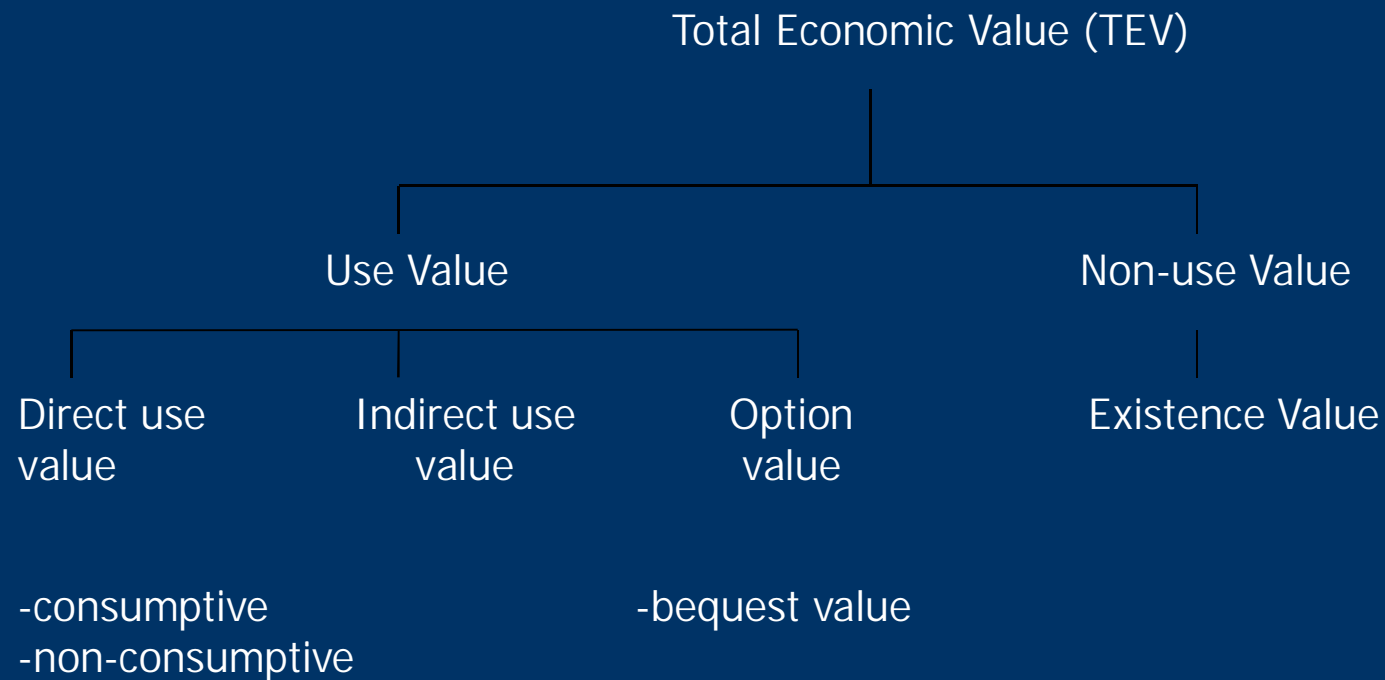 Total Economic Value (TEV)
Use Value
Non-use Value
Direct use
value
Indirect use
value
Option
value
Existence Value
-consumptive
-non-consumptive
-bequest value